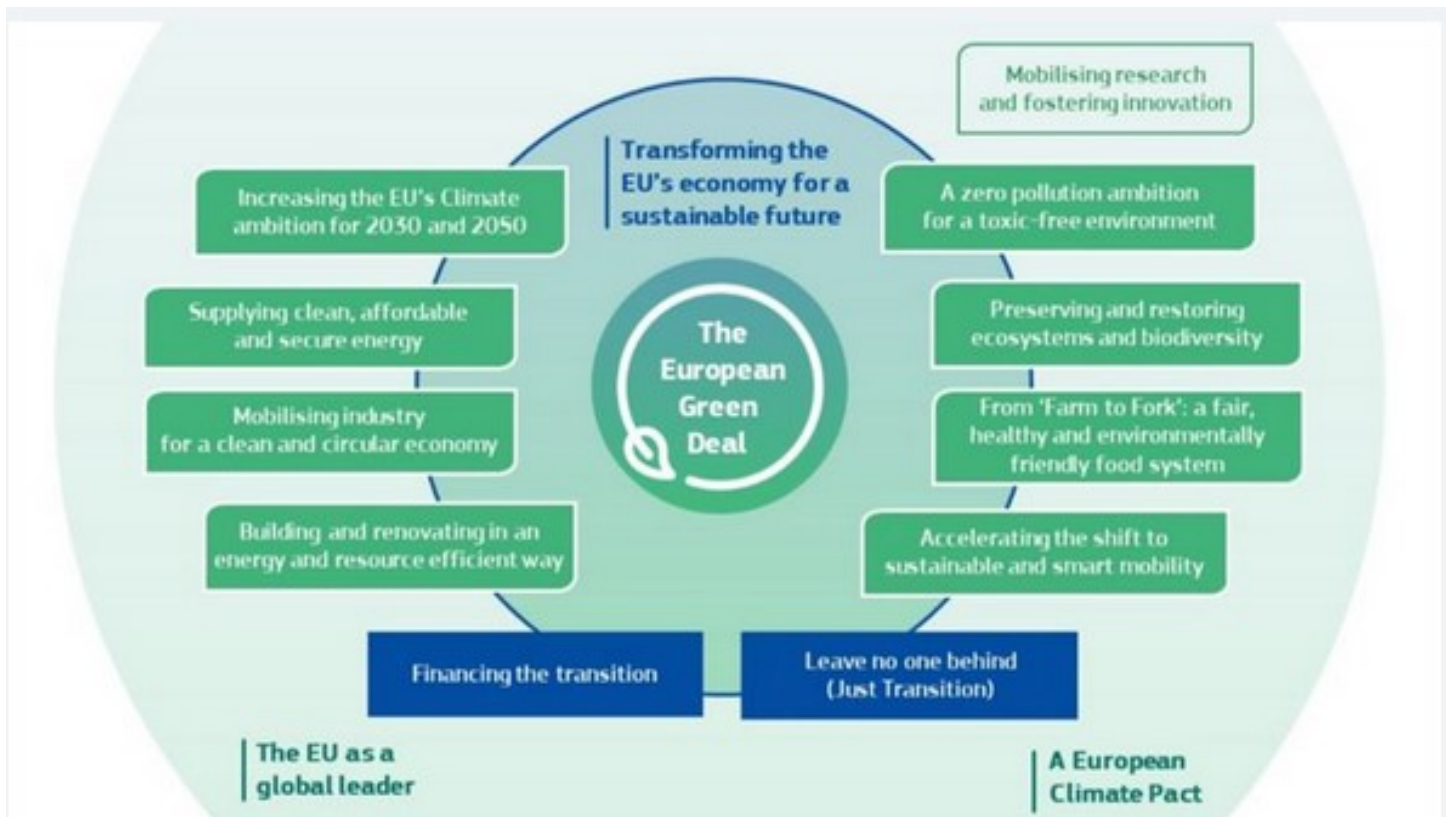 Mobilising research
and fostering innovation
Transforming the
EU's economy for a
sustainable future
Increasing the EU's Climate
ambition for 2030 and 2050
Supplying clean, affordable
and secure energy
Mobilising industry
for a clean and circular economy
Building and renovating in an
energy and resource efficient way
The
European
Green
Deal
A zero pollution ambition
for a toxic-free environment
Preserving and restoring
ecosystems and biodiversity
From 'Farm to Fork': a fair,
healthy and environmentally
friendly food system
Accelerating the shift to
sustainable and smart mobility
Financing the transition
Leave no one behind
(Just Transition)
The EU as a
global leader
A European
Climate Pact